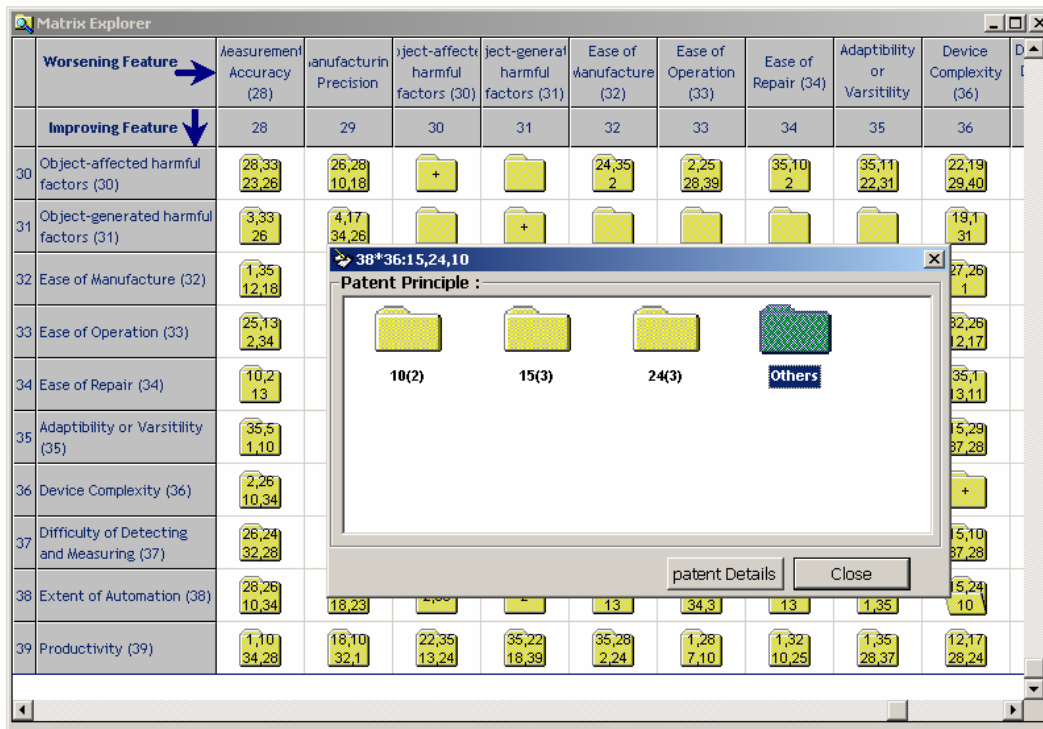 Matrix Explorer
Worsening Feature
Measurement Accuracy (28)
anufacturin Precision
ject-affecte harmful factors (30)
ject-generat harmful factors (31)
Ease of Manufacture (32)
Ease of Operation (33)
Ease of Repair (34)
Adaptibility or Varsitility
Device Complexity (36)
D
Improving Feature
28 29 30 31 32 33 34 35 36
30 Object-affected harmful factors (30)
28,33 23,26
26,28 10,18
+
24,35 2
2,25 28,39
35,10 2
35,11 22,31
22,19 29,40
31 Object-generated harmful factors (31)
3,33 26
4,17 34,26
+
19,1 31
38*36:15,24,10
Patent Principle :
10(2)
15(3)
24(3)
Others
patent Details
Close
32 Ease of Manufacture (32)
1,35 12,18
27,26 1
33 Ease of Operation (33)
25,13 2,34
32,26 12,17
34 Ease of Repair (34)
10,2 13
35,1 13,11
35 Adaptibility or Varsitility (35)
35,5 1,10
15,29 37,28
36 Device Complexity (36)
2,26 10,34
+
37 Difficulty of Detecting and Measuring (37)
26,24 32,28
15,10 37,28
38 Extent of Automation (38)
28,26 10,34
18,23
2
13
34,3
13
1,35
15,24 10
39 Productivity (39)
1,10 34,28
18,10 32,1
22,35 13,24
35,22 18,39
35,28 2,24
1,28 7,10
1,32 10,25
1,35 28,37
12,17 28,24